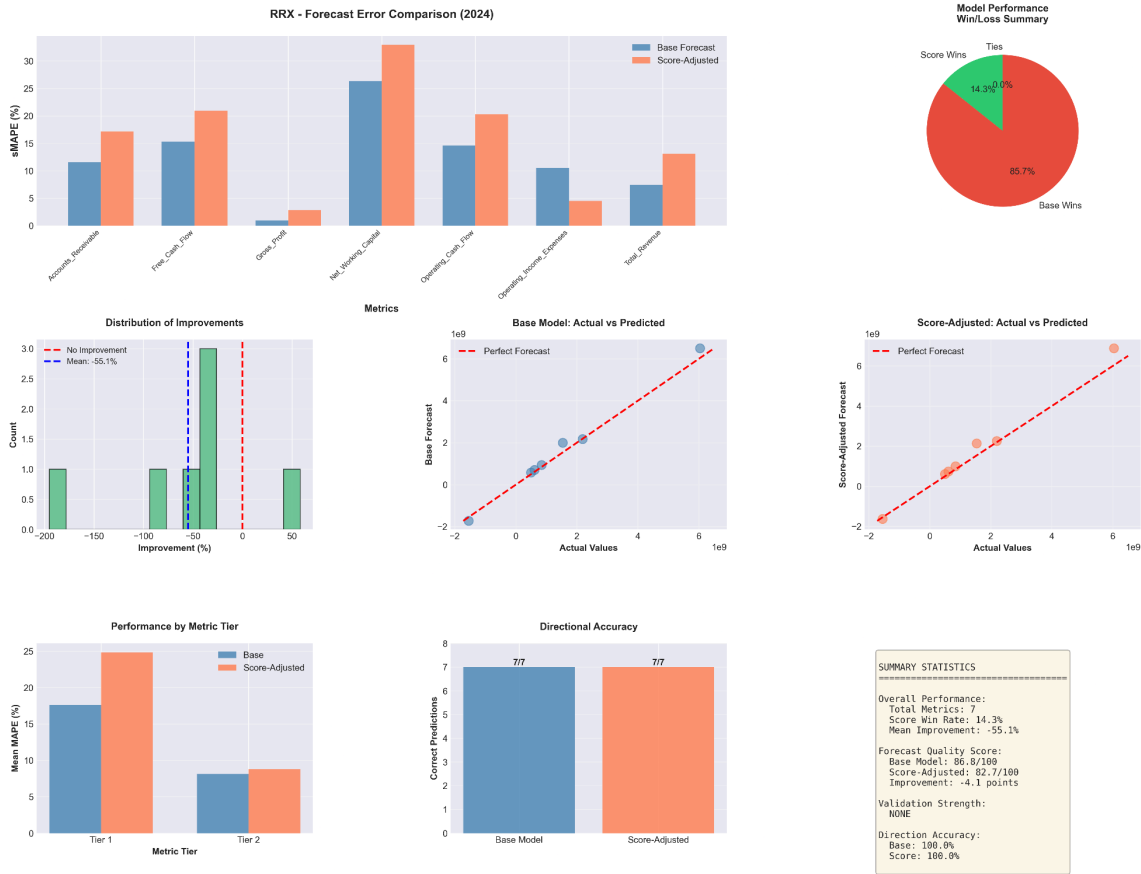 RRX - Forecast Error Comparison (2024)
Base Forecast
Score-Adjusted
sMAPE (%)
30
25
20
15
10
5
0
Accounts_Receivable
Free_Cash_Flow
Gross_Profit
Net_Working_Capital
Operating_Cash_Flow
Operating_Income_Expenses
Total_Revenue
Metrics
Model Performance
Win/Loss Summary
Ties
Score Wins
0.0%
14.3%
85.7%
Base Wins
Distribution of Improvements
No Improvement
Mean: -55.1%
Count
3.0
2.5
2.0
1.5
1.0
0.5
0.0
−200 −150 −100 −50 0 50
Improvement (%)
Base Model: Actual vs Predicted
1e9
Perfect Forecast
Base Forecast
6
4
2
0
−2
−2 0 2 4 6
Actual Values
1e9
Score-Adjusted: Actual vs Predicted
1e9
Perfect Forecast
Score-Adjusted Forecast
6
4
2
0
−2
−2 0 2 4 6
Actual Values
1e9
Performance by Metric Tier
Base
Score-Adjusted
Mean MAPE (%)
25
20
15
10
5
0
Tier 1 Tier 2
Metric Tier
Directional Accuracy
Correct Predictions
8
7
6
5
4
3
2
1
0
7/7 7/7
Base Model Score-Adjusted
SUMMARY STATISTICS
===================================
Overall Performance:
Total Metrics: 7
Score Win Rate: 14.3%
Mean Improvement: -55.1%
Forecast Quality Score:
Base Model: 86.8/100
Score-Adjusted: 82.7/100
Improvement: -4.1 points
Validation Strength:
NONE
Direction Accuracy:
Base: 100.0%
Score: 100.0%